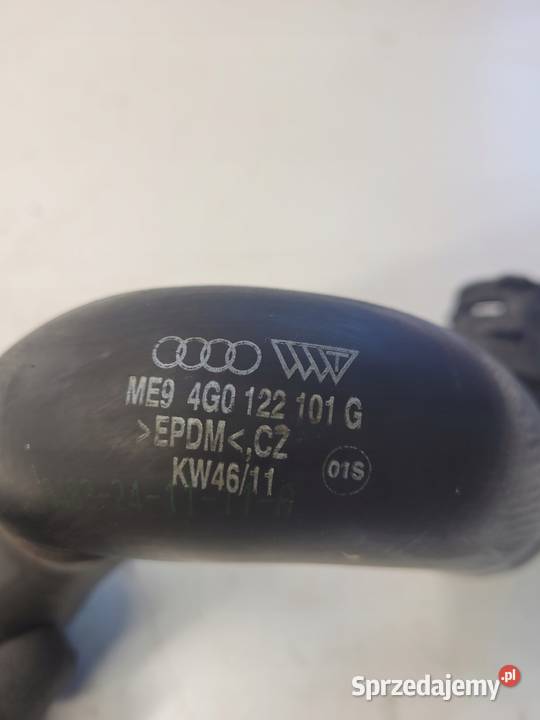 ME9 4G0 122 101 G
>EPDM<,CZ
KW46/11
01S
Sprzedajemy.pl